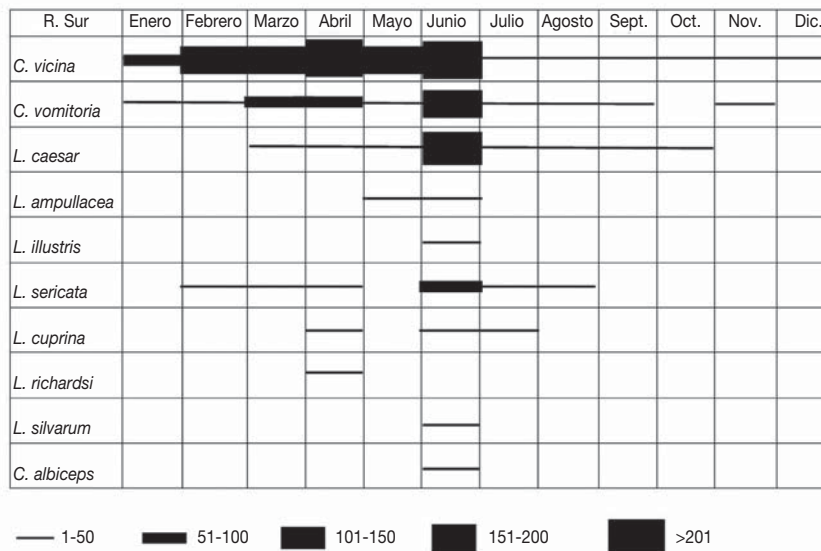 R. Sur Enero Febrero Marzo Abril Mayo Junio Julio Agosto Sept. Oct. Nov. Dic.
C. vicina
C. vomitoria
L. caesar
L. ampullacea
L. illustris
L. sericata
L. cuprina
L. richardsi
L. silvarum
C. albiceps
1-50 51-100 101-150 151-200 >201